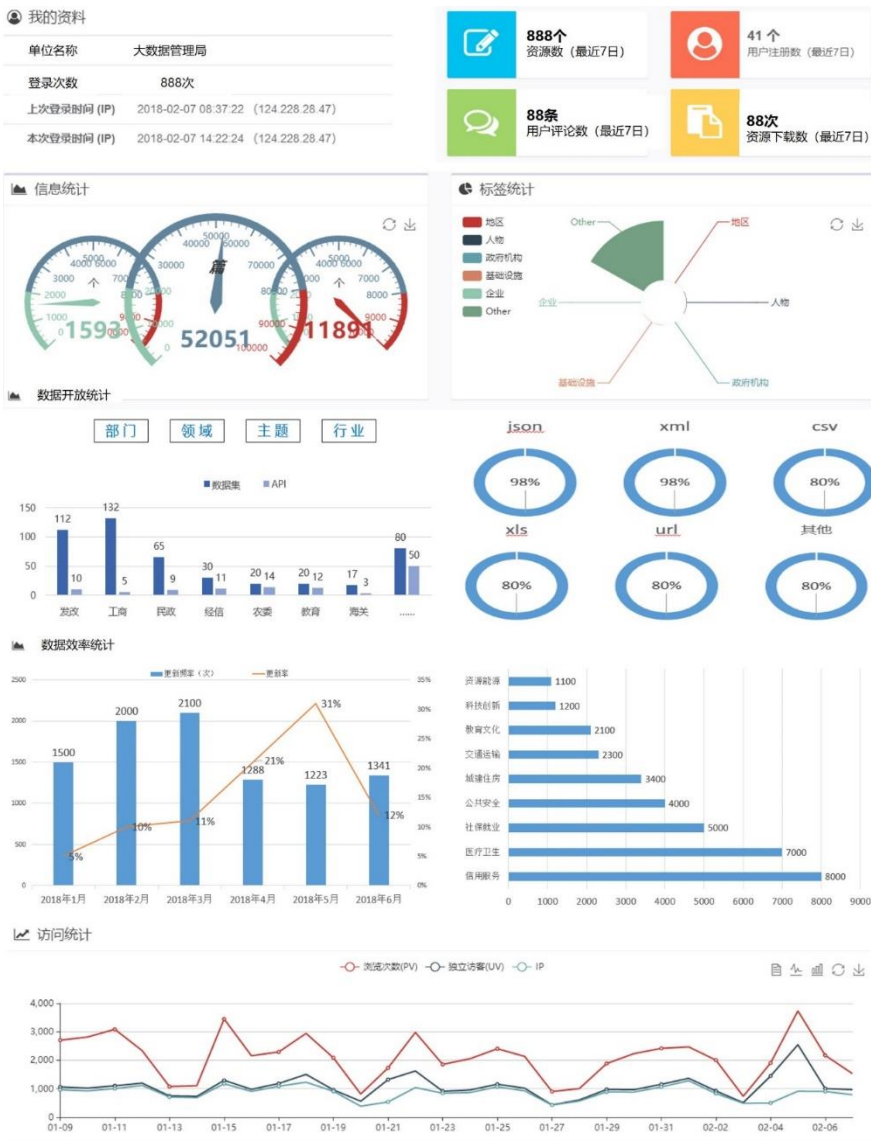 我的资料
单位名称 大数据管理局
登录次数 888次
上次登录时间 (IP) 2018-02-07 08:37:22 (124.228.28.47)
本次登录时间 (IP) 2018-02-07 14:22:24 (124.228.28.47)
888个
资源数（最近7日）
41 个
用户注册数（最近7日）
88条
用户评论数（最近7日）
88次
资源下载数（最近7日）
信息统计
个
1593
篇
52051
个
11891
标签统计
地区
人物
政府机构
基础设施
企业
Other
Other
地区
企业
人物
基础设施
政府机构
数据开放统计
部门 领域 主题 行业
数据集 API
150
100
50
0
112 10
132 5
65 9
30 11
20 14
20 12
17 3
80 50
发改 工商 民政 经信 农委 教育 海关 ......
json xml csv
98% 98% 80%
xls url 其他
80% 80% 80%
数据效率统计
更新频率（次） 更新率
2500
2000
1500
1000
500
0
35%
30%
25%
20%
15%
10%
5%
0%
1500 2000 2100 1288 1223 1341
5% 10% 11% 21% 31% 12%
2018年1月 2018年2月 2018年3月 2018年4月 2018年5月 2018年6月
资源能源 1100
科技创新 1200
教育文化 2100
交通运输 2300
城建住房 3400
公共安全 4000
社保就业 5000
医疗卫生 7000
信用服务 8000
0 1000 2000 3000 4000 5000 6000 7000 8000 9000
访问统计
浏览次数(PV) 独立访客(UV) IP
4,000
3,000
2,000
1,000
0
01-09 01-11 01-13 01-15 01-17 01-19 01-21 01-23 01-25 01-27 01-29 01-31 02-02 02-04 02-06